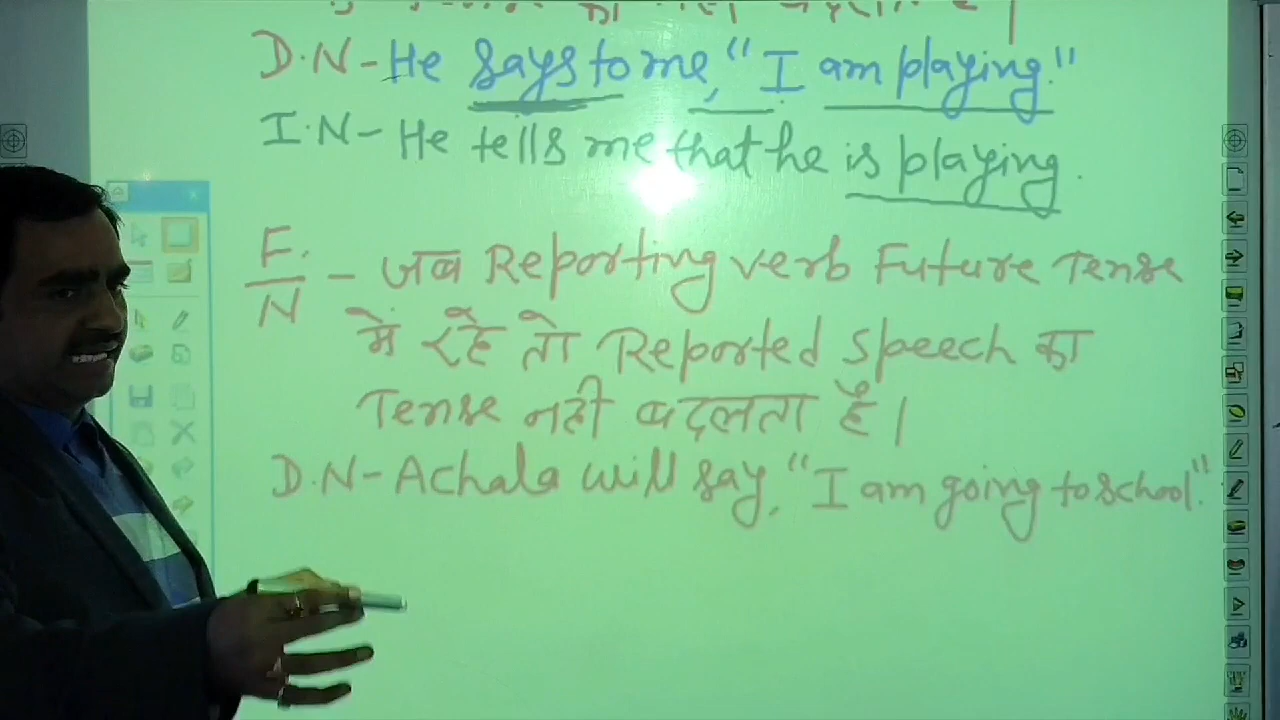 D.N-He says to me, "I am playing."
I.N-He tells me that he is playing.
F./N - जब Reporting verb Future Tense
में रहे तो Reported Speech का
Tense नही बदलता है।
D.N-Achala will say, "I am going to school."